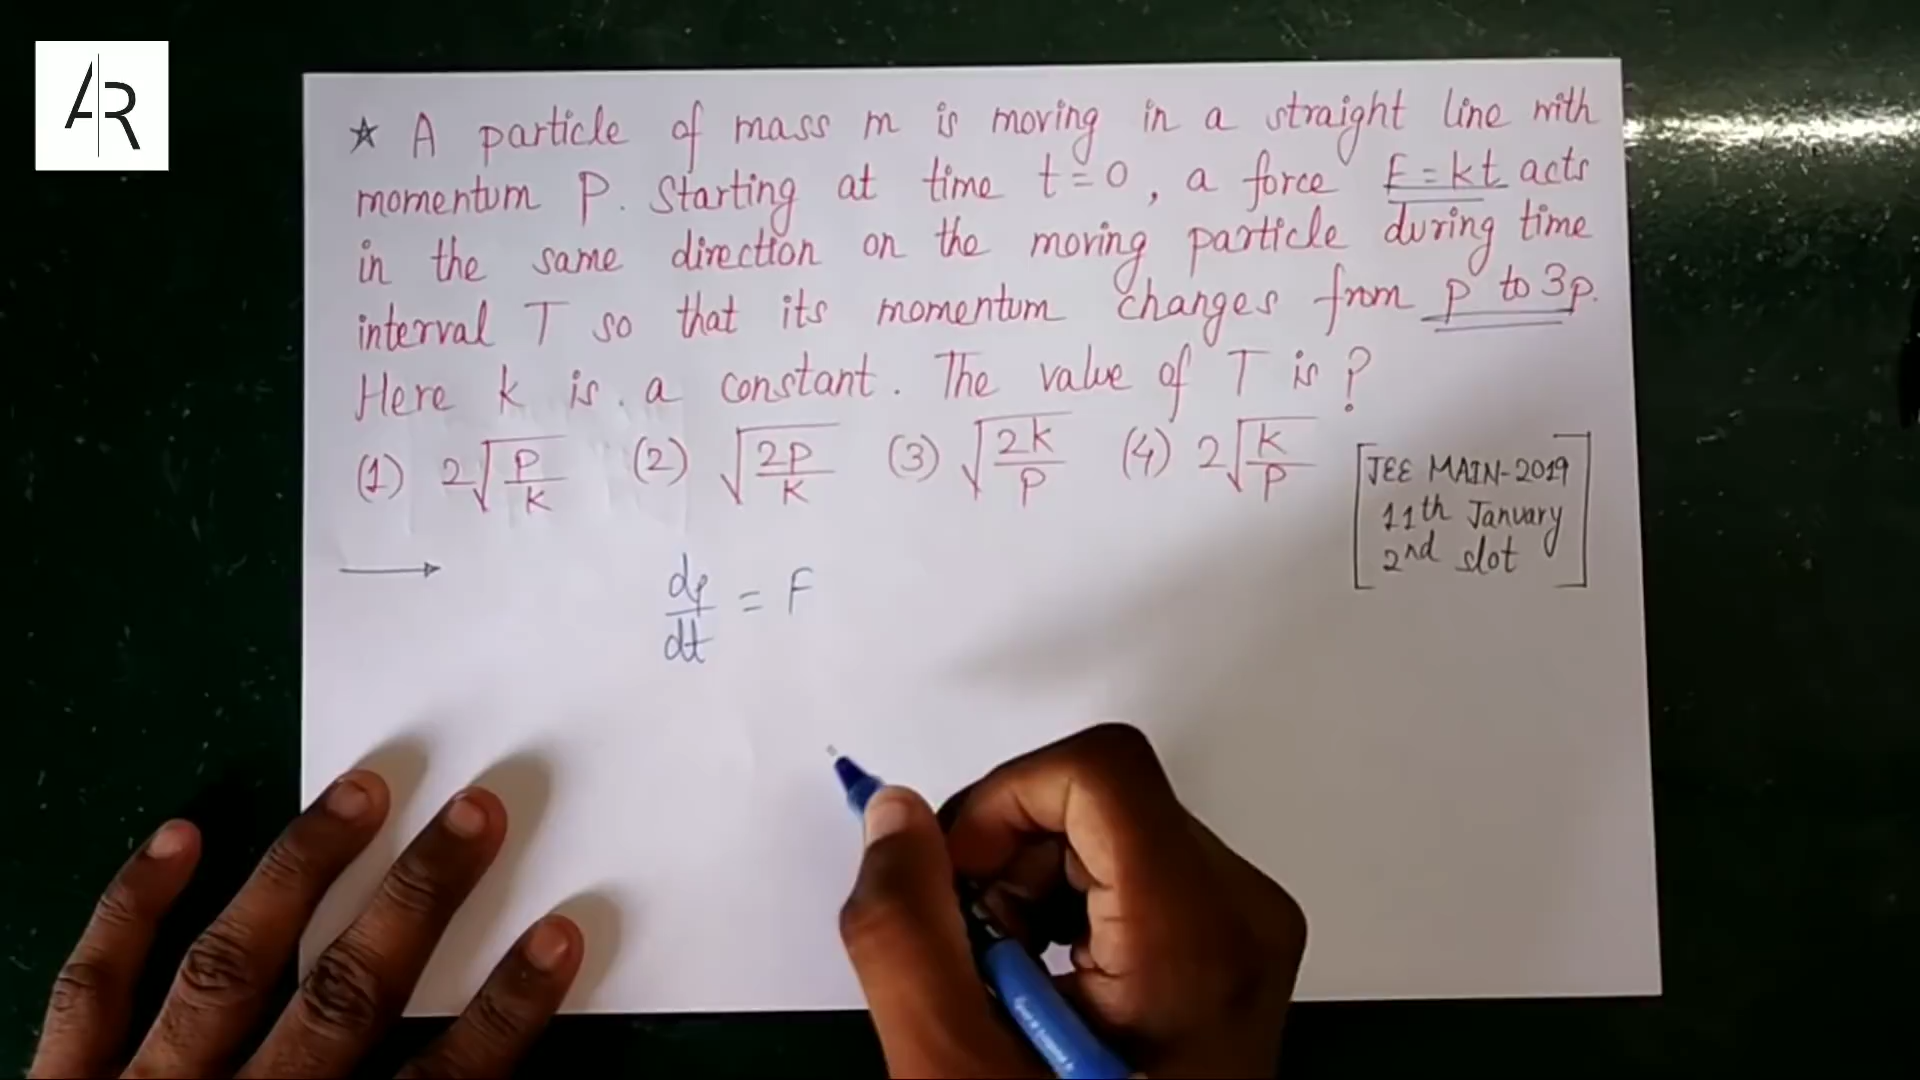 AR
☆ A particle of mass m is moving in a straight line with
momentum P. Starting at time t=0, a force F=kt acts
in the same direction on the moving particle during time
interval T so that its momentum changes from p to 3p.
Here k is a constant. The value of T is?
(1) 2√(P/K) (2) √(2P/K) (3) √(2K/P) (4) 2√(K/P)
[JEE MAIN-2019
11th January
2nd slot]
→ dp/dt = F